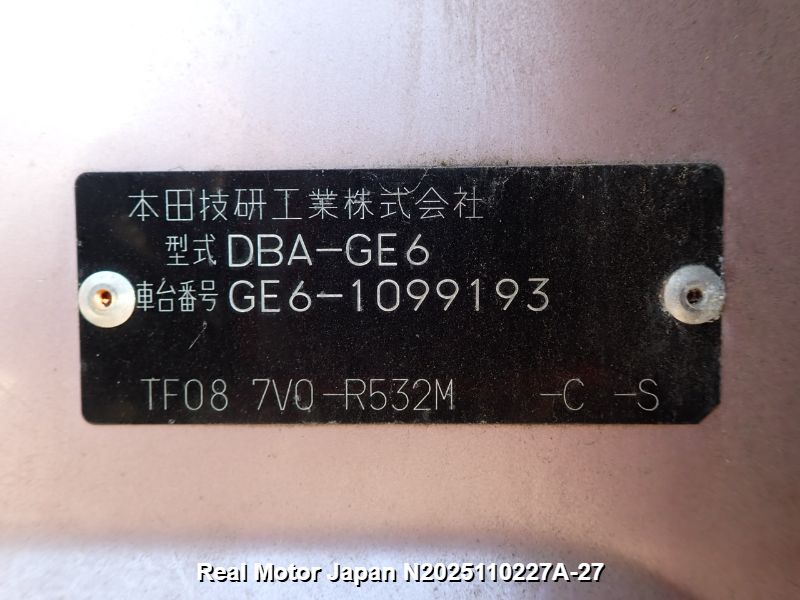 本田技研工業株式会社
型式 DBA-GE6
車台番号 GE6-1099193
TF08 7V0-R532M -C -S
Real Motor Japan N2025110227A-27